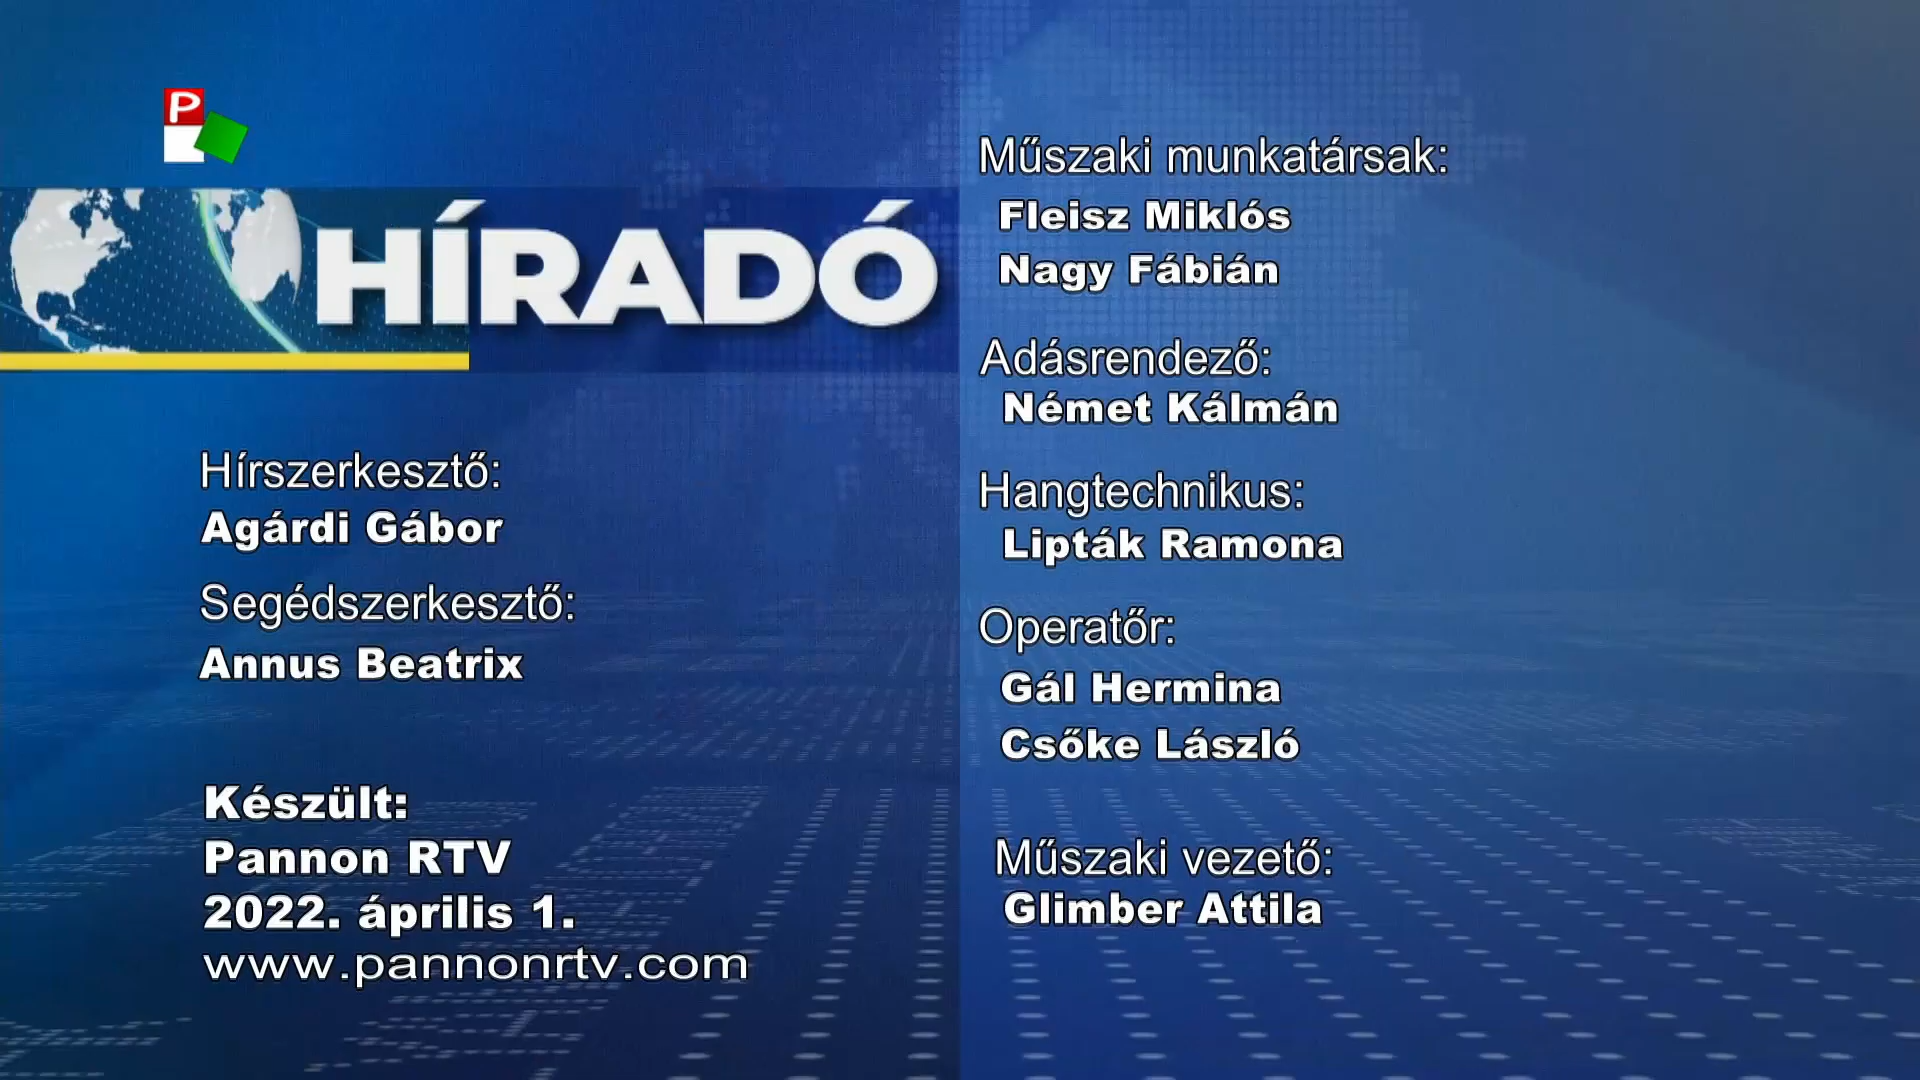 P
HÍRADÓ
Hírszerkesztő:
Agárdi Gábor
Segédszerkesztő:
Annus Beatrix
Készült:
Pannon RTV
2022. április 1.
www.pannonrtv.com
Műszaki munkatársak:
Fleisz Miklós
Nagy Fábián
Adásrendező:
Német Kálmán
Hangtechnikus:
Lipták Ramona
Operatőr:
Gál Hermina
Csőke László
Műszaki vezető:
Glimber Attila